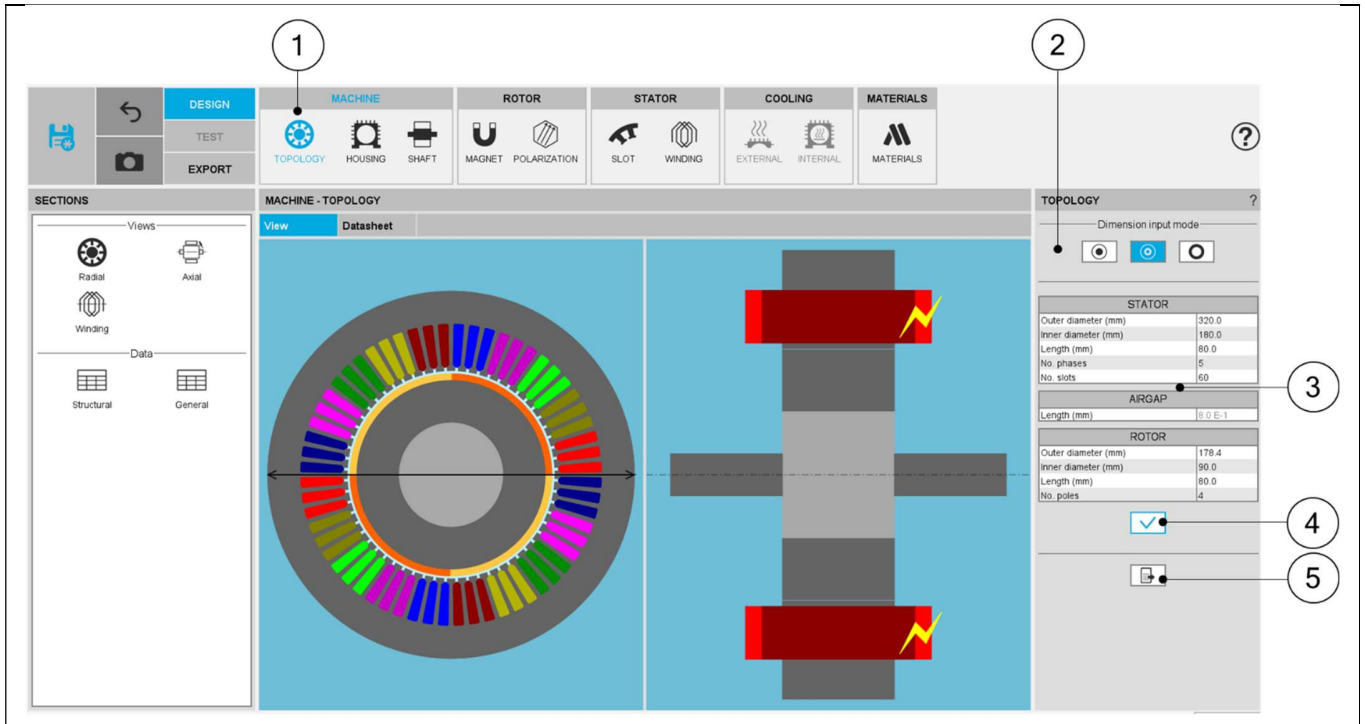 1
2
DESIGN
TEST
EXPORT
MACHINE
TOPOLOGY
HOUSING
SHAFT
ROTOR
MAGNET
POLARIZATION
STATOR
SLOT
WINDING
COOLING
EXTERNAL
INTERNAL
MATERIALS
MATERIALS
?
SECTIONS
Views
Radial
Axial
Winding
Data
Structural
General
MACHINE - TOPOLOGY
View
Datasheet
TOPOLOGY ?
Dimension input mode
STATOR
Outer diameter (mm) 320.0
Inner diameter (mm) 180.0
Length (mm) 80.0
No. phases 5
No. slots 60
3
AIRGAP
Length (mm) 8.0 E-1
ROTOR
Outer diameter (mm) 178.4
Inner diameter (mm) 90.0
Length (mm) 80.0
No. poles 4
4
5